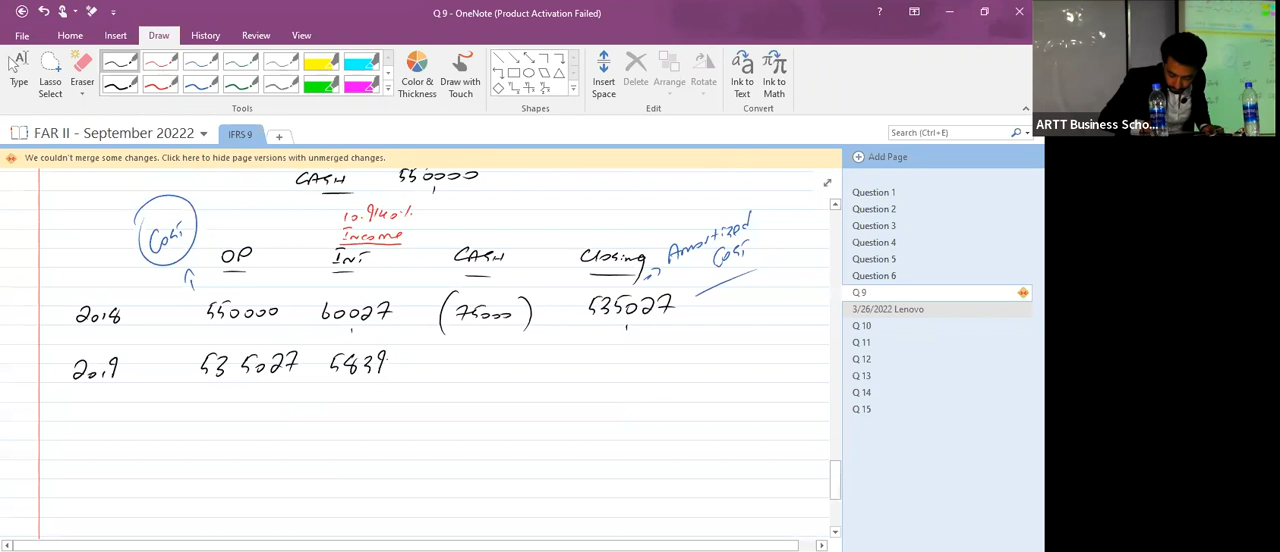 Q 9 - OneNote (Product Activation Failed)
File Home Insert Draw History Review View
Type Lasso Select Eraser Color & Thickness Draw with Touch Insert Space Delete Arrange Rotate Ink to Text Ink to Math
Tools Shapes Edit Convert
FAR II - September 20222 IFRS 9 Search (Ctrl+E)
We couldn't merge some changes. Click here to hide page versions with unmerged changes.
ARTT Business Scho...
CASH 550000
10.9140%
Income
Cost OP INT CASH Closing Amortized Cost
2018 550000 60027 (75000) 535027
2019 535027 5839
Add Page
Question 1
Question 2
Question 3
Question 4
Question 5
Question 6
Q 9
3/26/2022 Lenovo
Q 10
Q 11
Q 12
Q 13
Q 14
Q 15